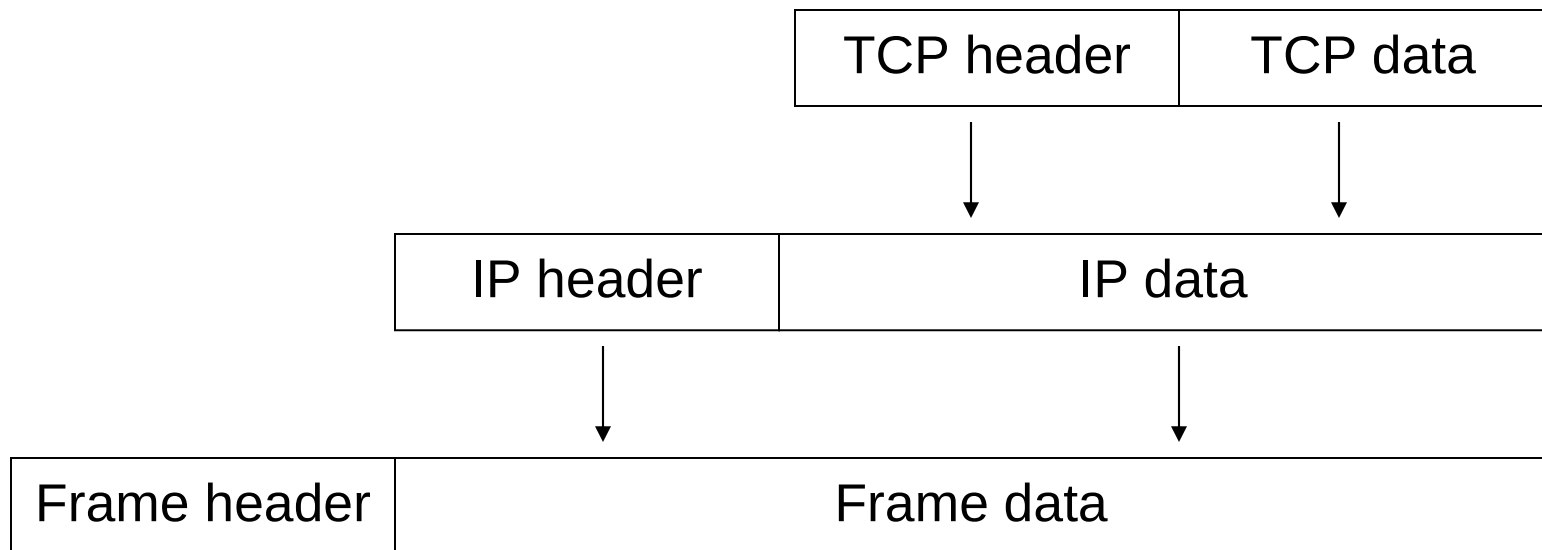 TCP header TCP data
IP header IP data
Frame header Frame data